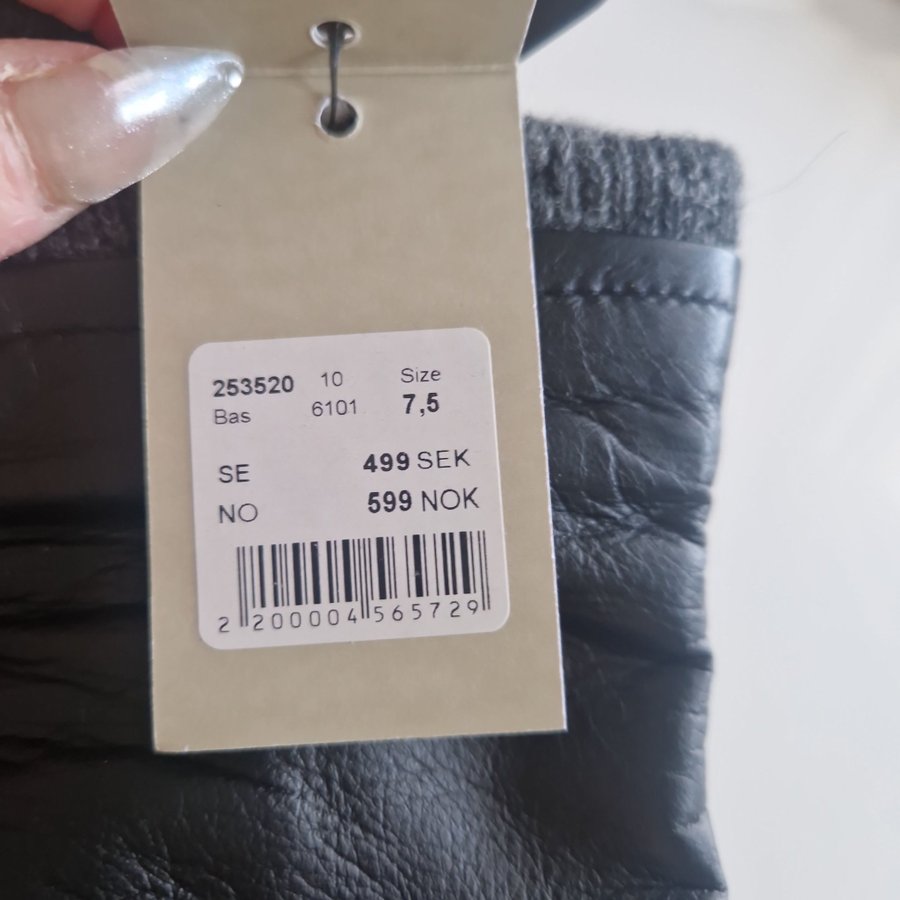 253520 10 Size
Bas 6101 7,5
SE 499 SEK
NO 599 NOK
2 200004 565729